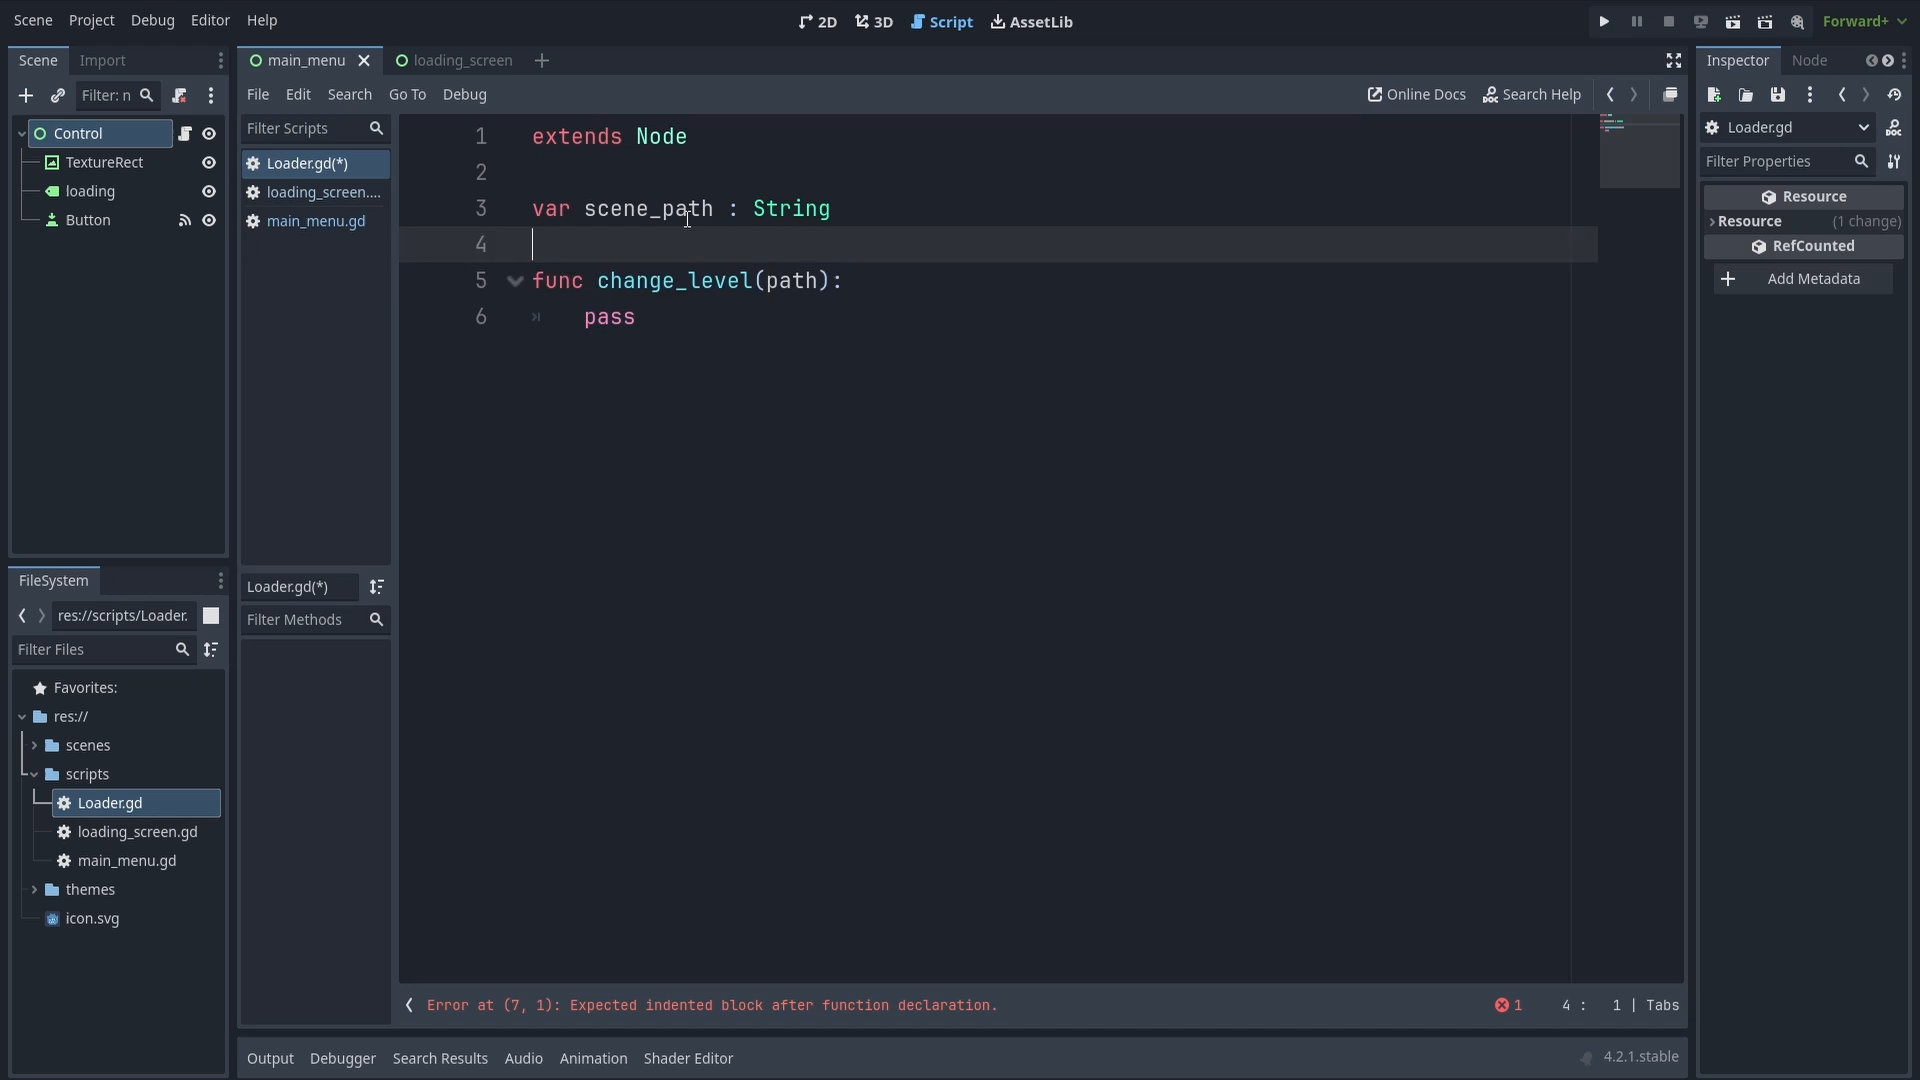 Scene Project Debug Editor Help
2D 3D Script AssetLib
Forward+
Scene Import
Filter: n
Control
TextureRect
loading
Button
FileSystem
res://scripts/Loader.
Filter Files
Favorites:
res://
scenes
scripts
Loader.gd
loading_screen.gd
main_menu.gd
themes
icon.svg
main_menu loading_screen
File Edit Search Go To Debug
Online Docs Search Help
Filter Scripts
Loader.gd(*)
loading_screen....
main_menu.gd
Loader.gd(*)
Filter Methods
1 extends Node
2
3 var scene_path : String
4
5 func change_level(path):
6 pass
Error at (7, 1): Expected indented block after function declaration.
1 4 : 1 | Tabs
Output Debugger Search Results Audio Animation Shader Editor
4.2.1.stable
Inspector Node
Loader.gd
Filter Properties
Resource
Resource (1 change)
RefCounted
Add Metadata